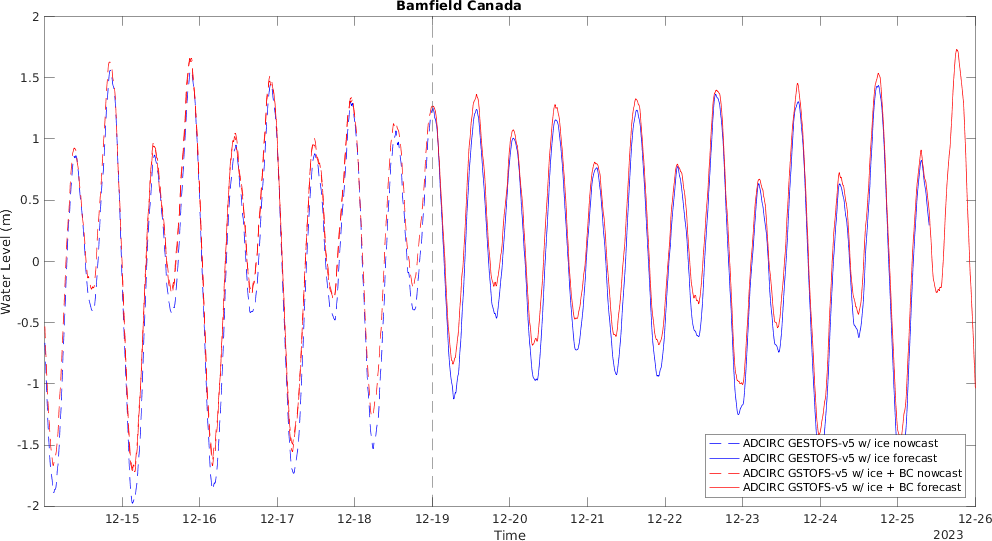 Bamfield Canada
2
1.5
1
0.5
0
-0.5
-1
-1.5
-2
Water Level (m)
ADCIRC GESTOFS-v5 w/ ice nowcast
ADCIRC GESTOFS-v5 w/ ice forecast
ADCIRC GSTOFS-v5 w/ ice + BC nowcast
ADCIRC GSTOFS-v5 w/ ice + BC forecast
12-15 12-16 12-17 12-18 12-19 12-20 12-21 12-22 12-23 12-24 12-25 12-26
Time
2023